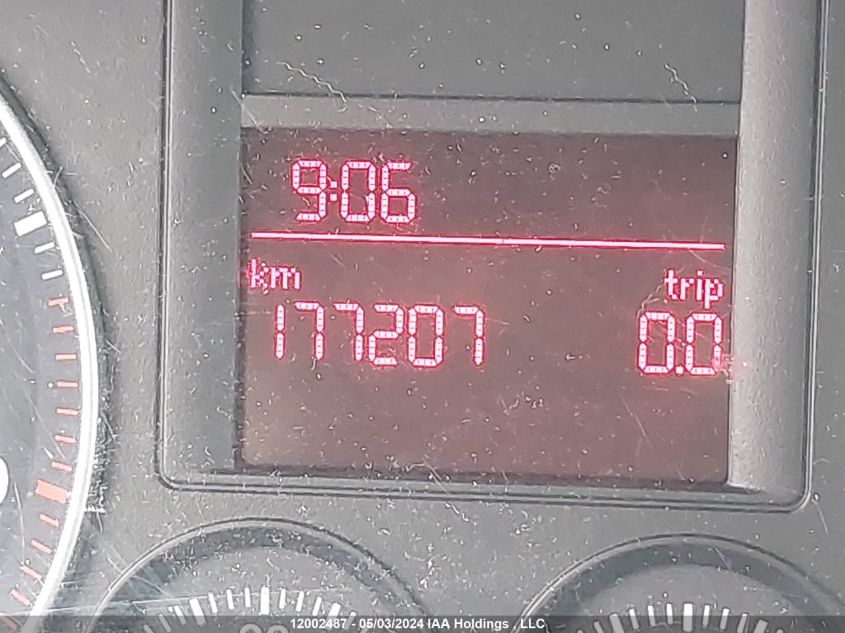 9:06
km trip
177207 0.0
12002487 - 05/03/2024 IAA Holdings , LLC